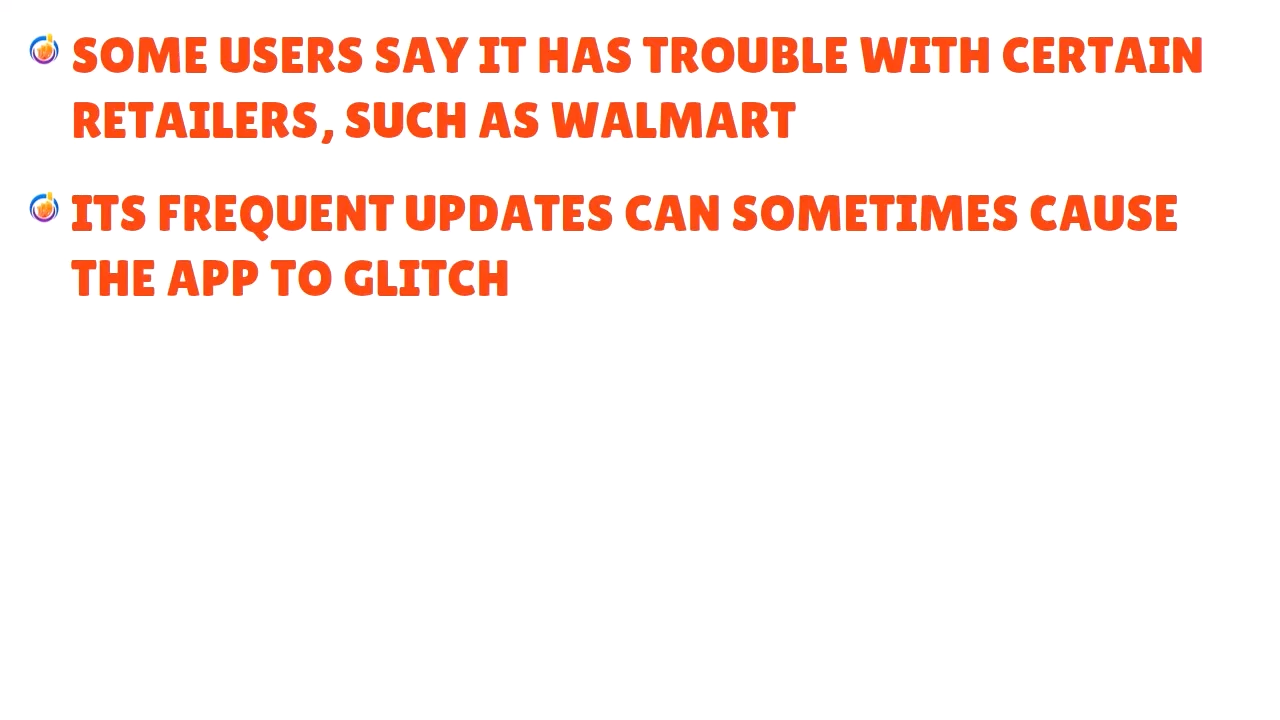 SOME USERS SAY IT HAS TROUBLE WITH CERTAIN
RETAILERS, SUCH AS WALMART
ITS FREQUENT UPDATES CAN SOMETIMES CAUSE
THE APP TO GLITCH